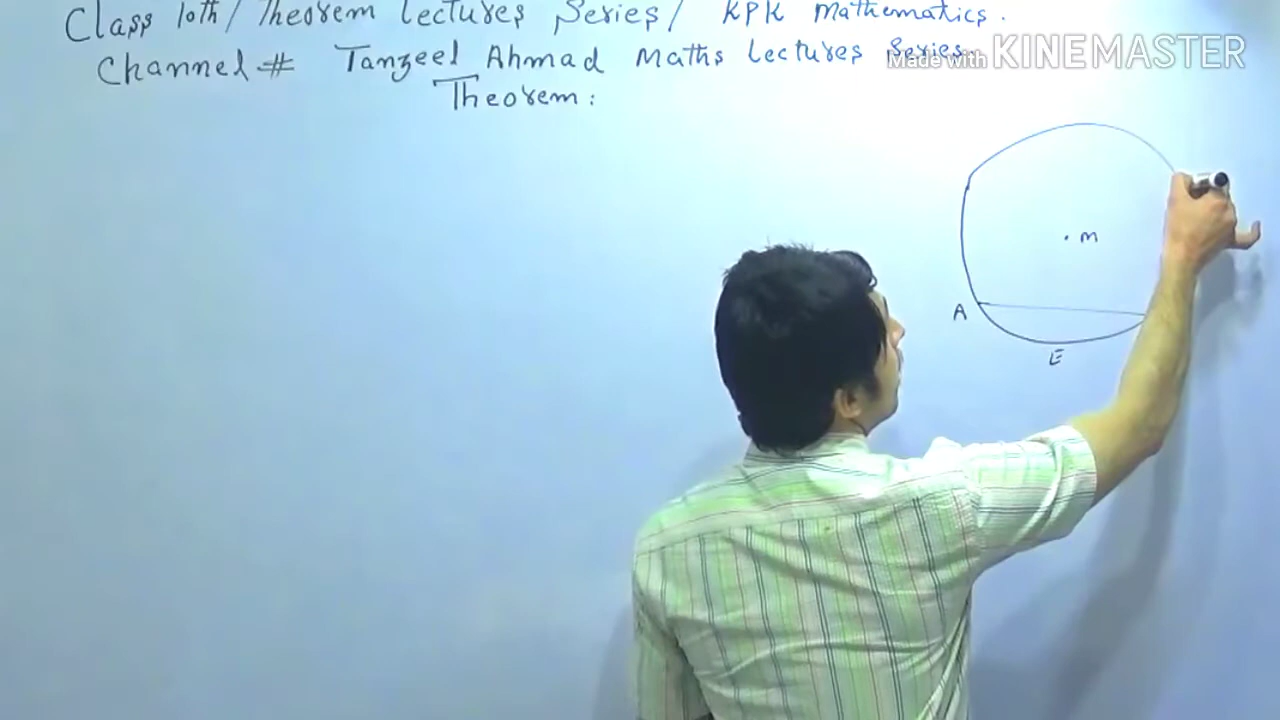 Class 10th / Theorem Lectures Series / KPK Mathematics.
Channel # Tanzeel Ahmad Maths Lectures Series.
Made with KINEMASTER
Theorem:
. m
A
E